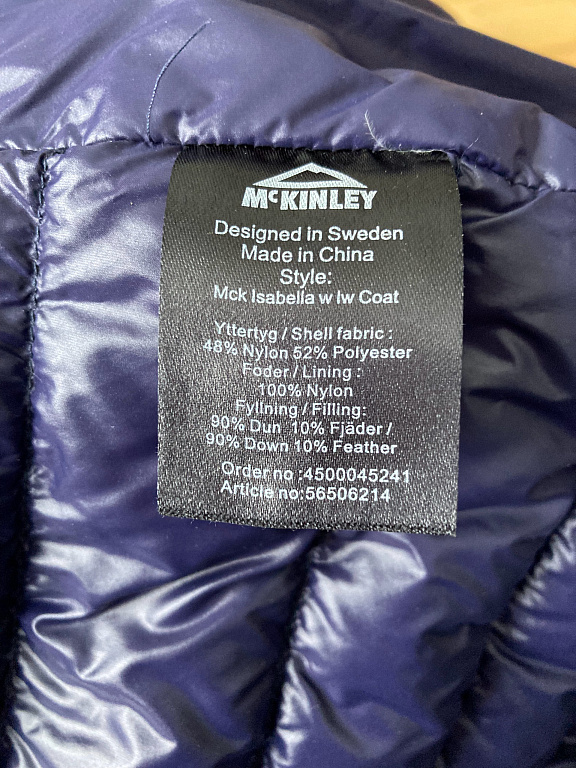 McKINLEY
Designed in Sweden
Made in China
Style:
Mck Isabella w lw Coat
Yttertyg / Shell fabric :
48% Nylon 52% Polyester
Foder / Lining :
100% Nylon
Fyllning / Filling:
90% Dun 10% Fjäder /
90% Down 10% Feather
Order no :4500045241
Article no:56506214